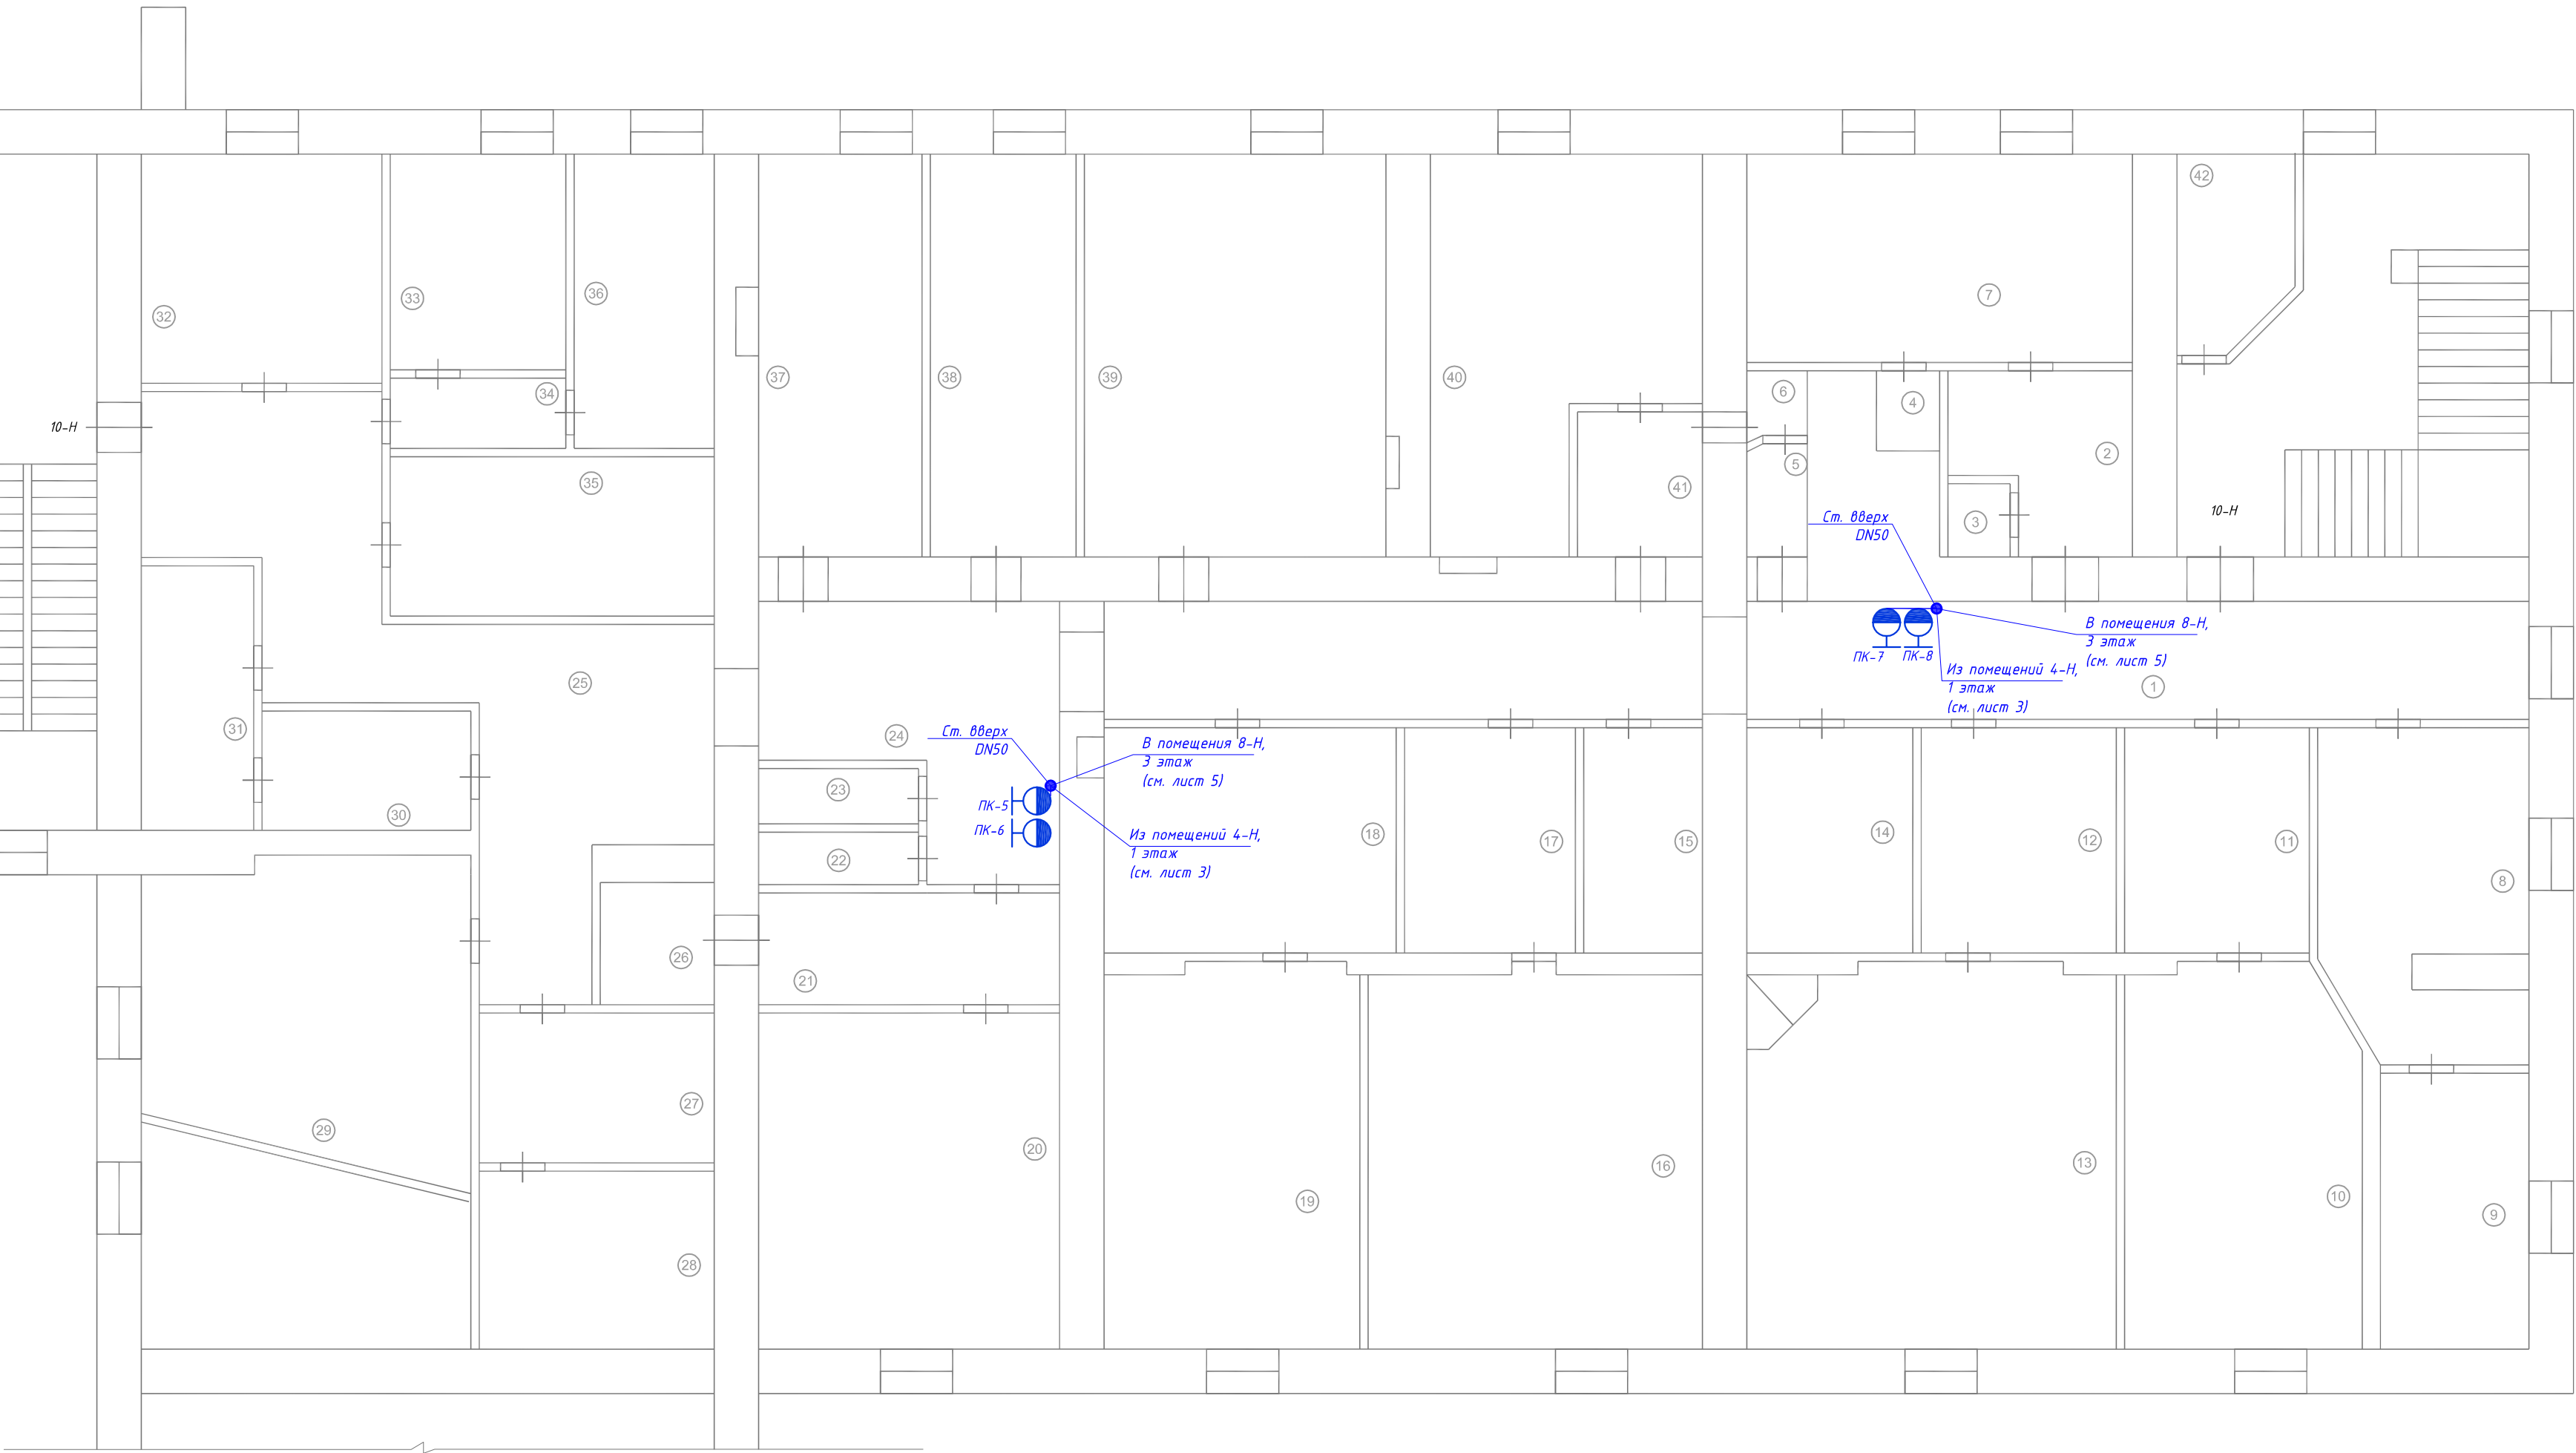 42
32
33
36
7
34
37
38
39
40
6
4
10-Н
35
5
2
41
3
10-Н
Ст. вверх
DN50
ПК-7
ПК-8
В помещения 8-Н,
3 этаж
(см. лист 5)
Из помещений 4-Н,
1 этаж
(см. лист 3)
1
25
31
24
Ст. вверх
DN50
В помещения 8-Н,
3 этаж
(см. лист 5)
23
ПК-5
ПК-6
Из помещений 4-Н,
1 этаж
(см. лист 3)
30
22
18
17
15
14
12
11
8
26
21
29
27
20
16
13
10
19
9
28